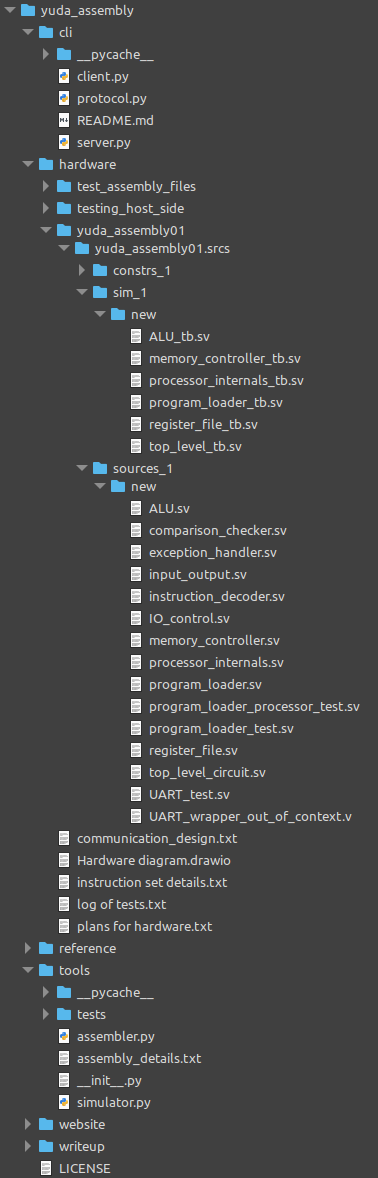 yuda_assembly
cli
__pycache__
client.py
protocol.py
README.md
server.py
hardware
test_assembly_files
testing_host_side
yuda_assembly01
yuda_assembly01.srcs
constrs_1
sim_1
new
ALU_tb.sv
memory_controller_tb.sv
processor_internals_tb.sv
program_loader_tb.sv
register_file_tb.sv
top_level_tb.sv
sources_1
new
ALU.sv
comparison_checker.sv
exception_handler.sv
input_output.sv
instruction_decoder.sv
IO_control.sv
memory_controller.sv
processor_internals.sv
program_loader.sv
program_loader_processor_test.sv
program_loader_test.sv
register_file.sv
top_level_circuit.sv
UART_test.sv
UART_wrapper_out_of_context.v
communication_design.txt
Hardware diagram.drawio
instruction set details.txt
log of tests.txt
plans for hardware.txt
reference
tools
__pycache__
tests
assembler.py
assembly_details.txt
__init__.py
simulator.py
website
writeup
LICENSE